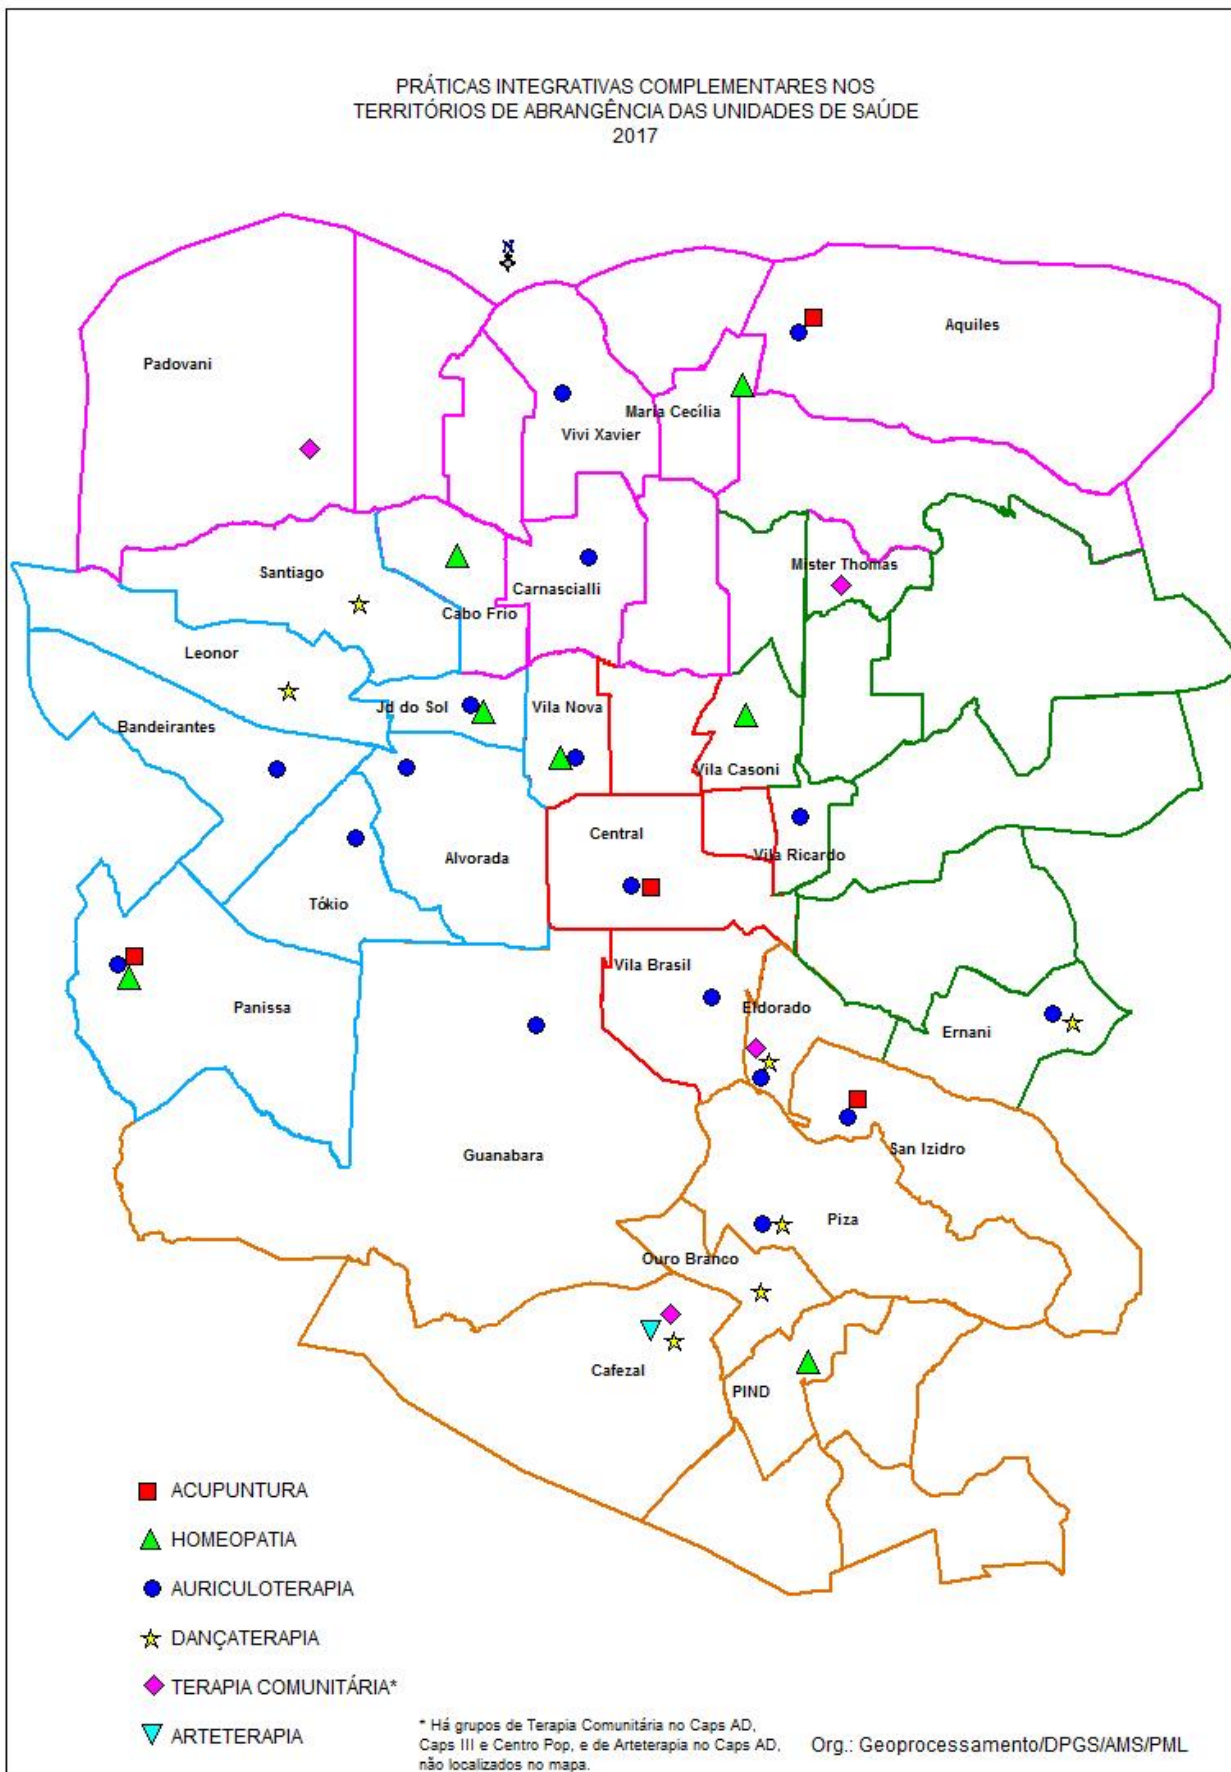 PRÁTICAS INTEGRATIVAS COMPLEMENTARES NOS
TERRITÓRIOS DE ABRANGÊNCIA DAS UNIDADES DE SAÚDE
2017
N
Aquiles
Padovani
Maria Cecília
Vivi Xavier
Mister Thomas
Santiago
Carnascialli
Cabo Frio
Leonor
Jd do Sol
Vila Nova
Bandeirantes
Vila Casoni
Central
Alvorada
Vila Ricardo
Tókio
Vila Brasil
Panissa
Eldorado
Ernani
Guanabara
San Izidro
Piza
Ouro Branco
Cafezal
PIND
ACUPUNTURA
HOMEOPATIA
AURICULOTERAPIA
DANÇATERAPIA
TERAPIA COMUNITÁRIA*
ARTETERAPIA
* Há grupos de Terapia Comunitária no Caps AD,
Caps III e Centro Pop, e de Arteterapia no Caps AD,
não localizados no mapa.
Org.: Geoprocessamento/DPGS/AMS/PML